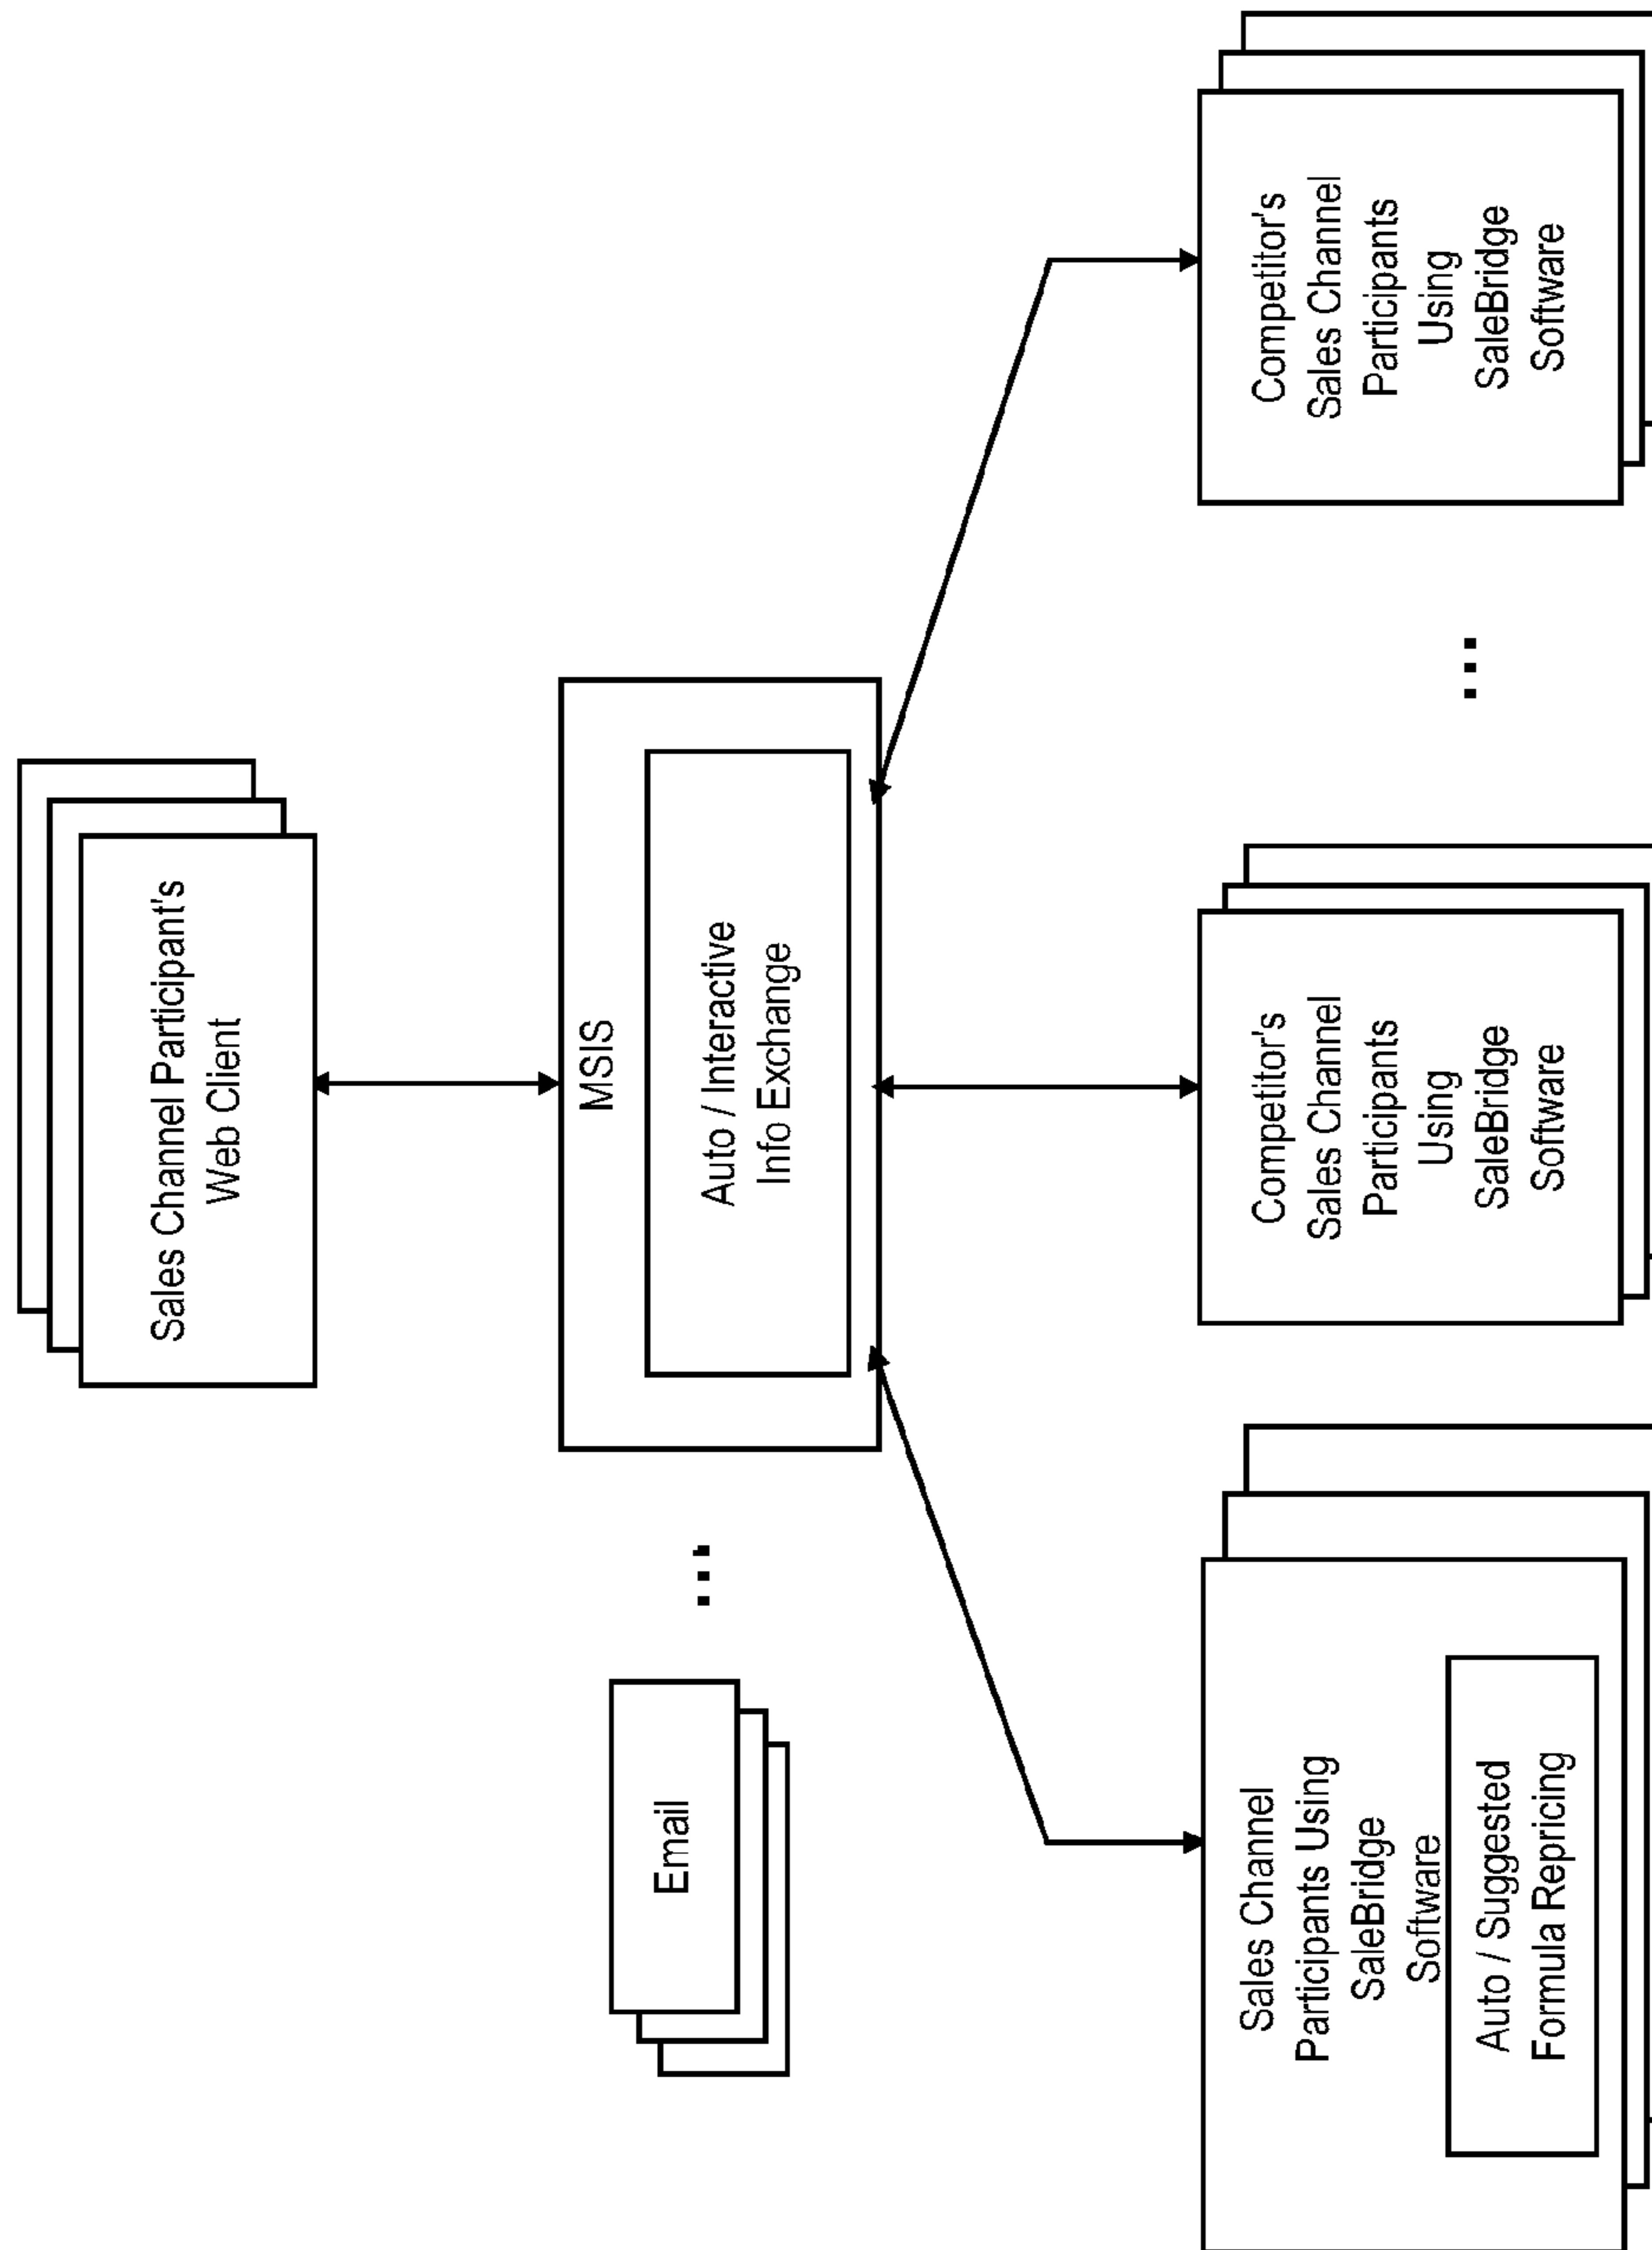 Sales Channel Participant's
Web Client
Email
...
MSIS
Auto / Interactive
Info Exchange
Sales Channel
Participants Using
SaleBridge
Software
Auto / Suggested
Formula Repricing
Competitor's
Sales Channel
Participants
Using
SaleBridge
Software
...
Competitor's
Sales Channel
Participants
Using
SaleBridge
Software